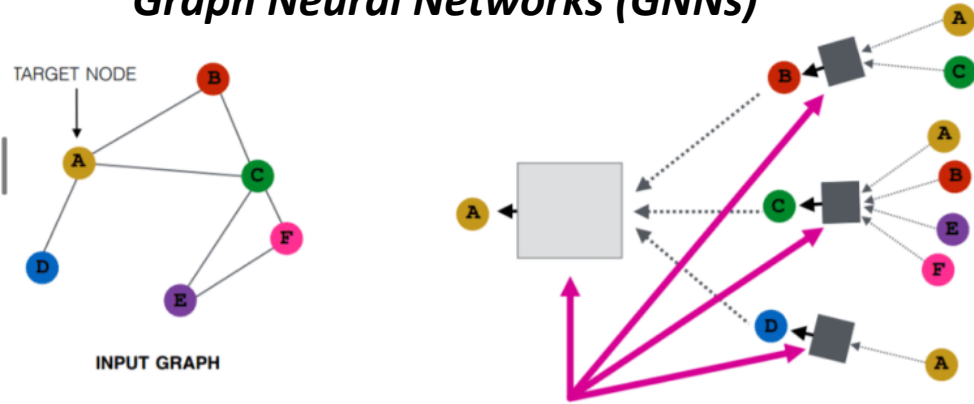 Graph Neural Networks (GNNs)
TARGET NODE
B
A
C
F
D
E
INPUT GRAPH
A
B
C
D
A
C
A
B
E
F
A